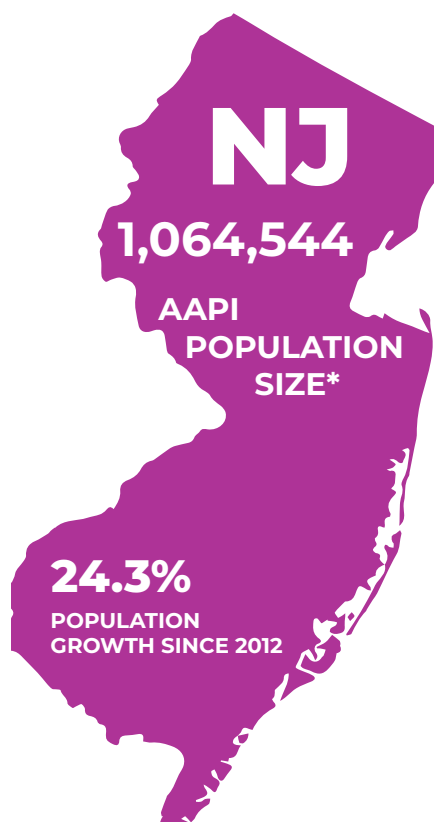 NJ
1,064,544
AAPI
POPULATION
SIZE*
24.3%
POPULATION
GROWTH SINCE 2012